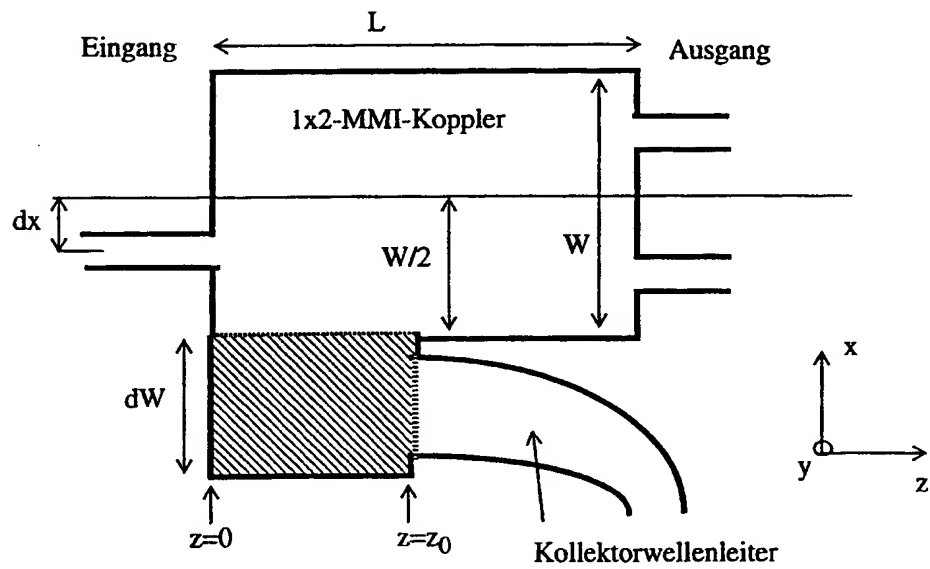 L
Eingang
Ausgang
1x2-MMI-Koppler
dx
W/2
W
dW
x
y
z
z=0
z=z0
Kollektorwellenleiter